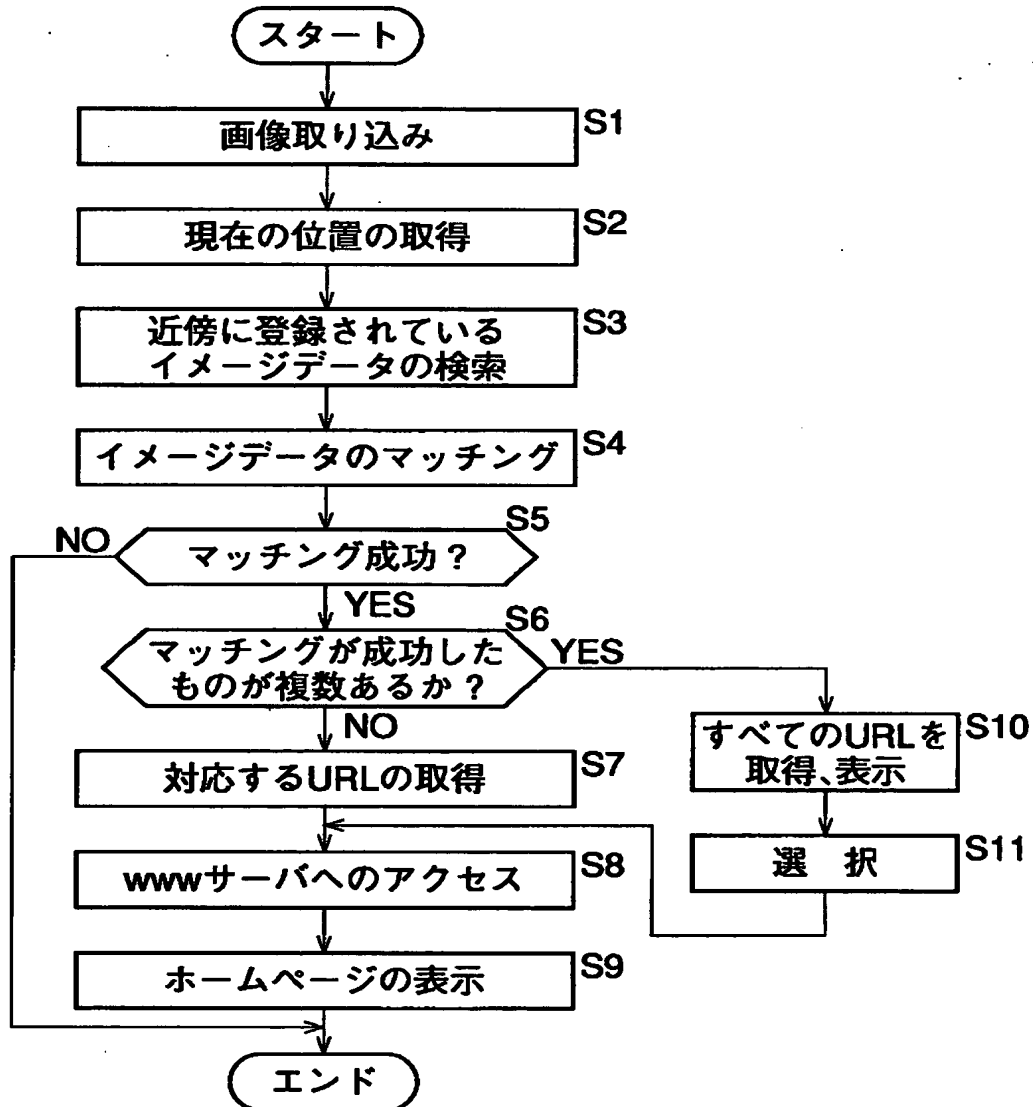 スタート
画像取り込み
S1
現在の位置の取得
S2
近傍に登録されている
イメージデータの検索
S3
イメージデータのマッチング
S4
マッチング成功？
S5
NO
YES
マッチングが成功した
ものが複数あるか？
S6
YES
NO
対応するURLの取得
S7
すべてのURLを
取得、表示
S10
選　択
S11
wwwサーバへのアクセス
S8
ホームページの表示
S9
エンド